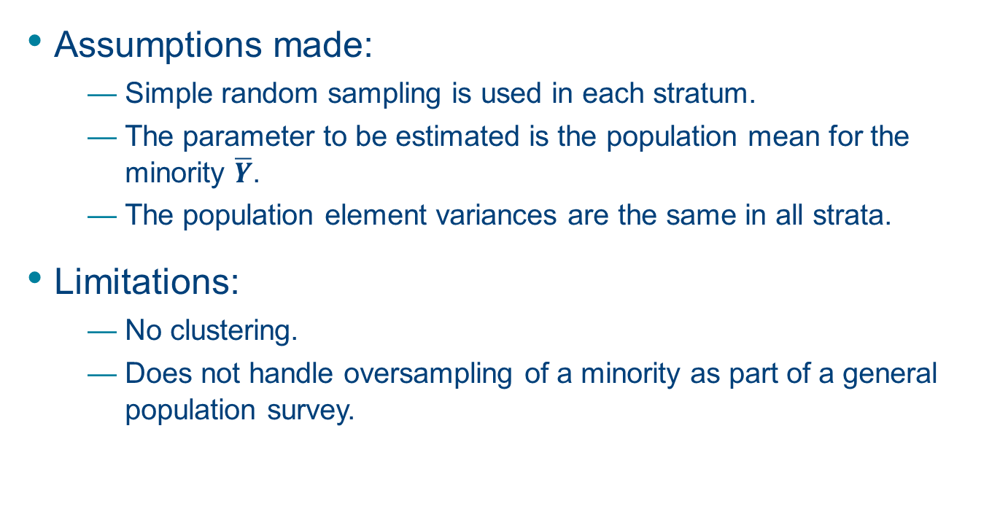 • Assumptions made:
— Simple random sampling is used in each stratum.
— The parameter to be estimated is the population mean for the
minority Y̅.
— The population element variances are the same in all strata.
• Limitations:
— No clustering.
— Does not handle oversampling of a minority as part of a general
population survey.